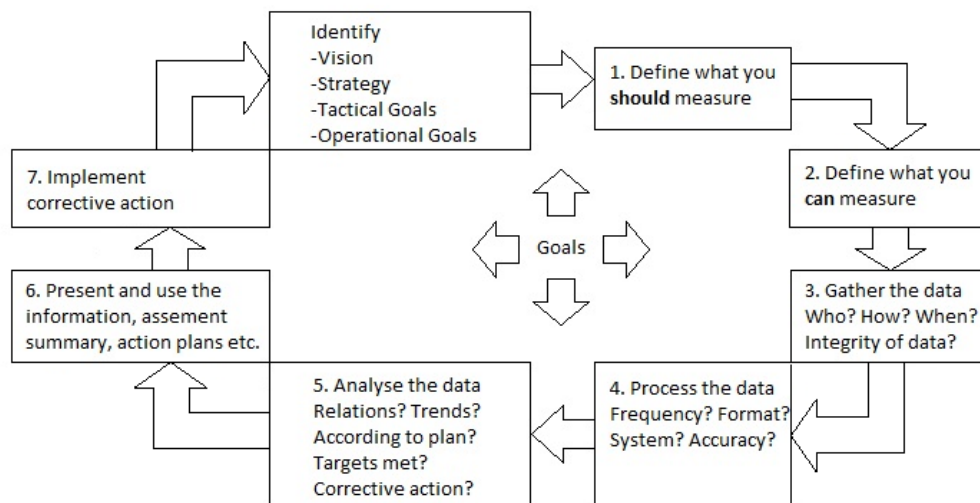 Identify
-Vision
-Strategy
-Tactical Goals
-Operational Goals
1. Define what you
should measure
2. Define what you
can measure
3. Gather the data
Who? How? When?
Integrity of data?
4. Process the data
Frequency? Format?
System? Accuracy?
5. Analyse the data
Relations? Trends?
According to plan?
Targets met?
Corrective action?
6. Present and use the
information, assement
summary, action plans etc.
7. Implement
corrective action
Goals